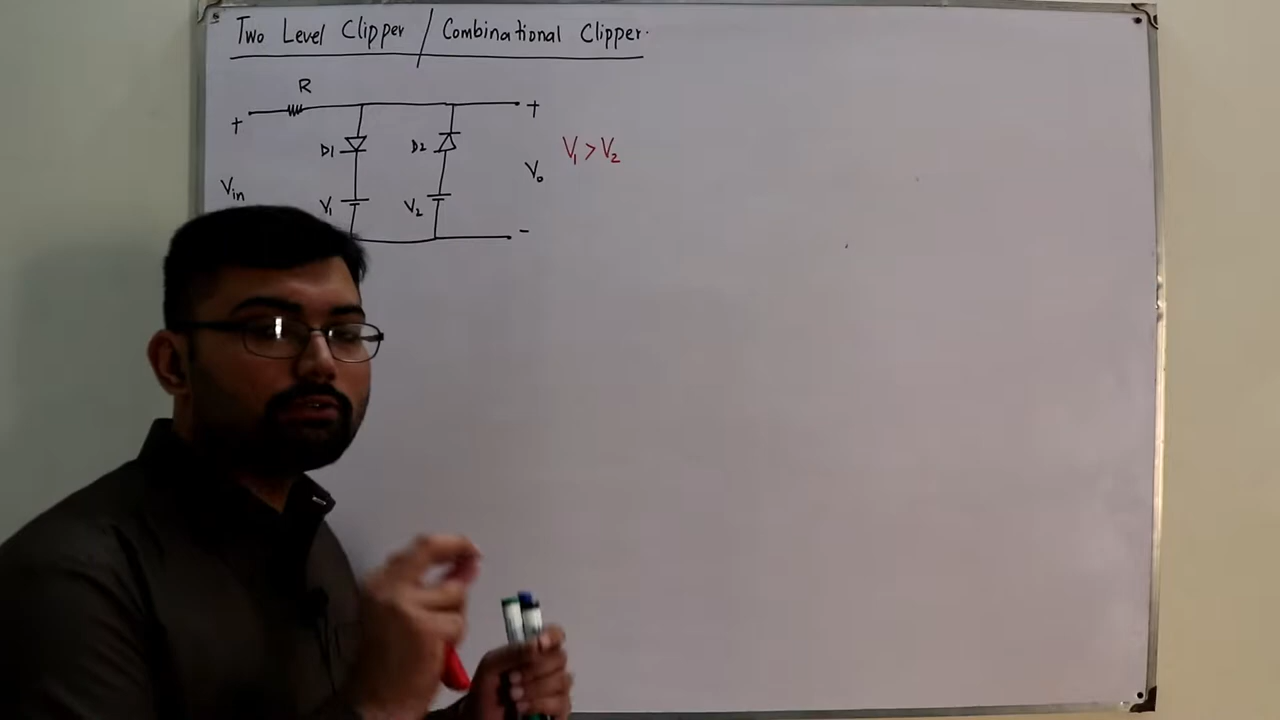 Two Level Clipper / Combinational Clipper.
R
+ +
D1 D2 V₁ > V₂
Vₒ
Vin
V₁ V₂
-